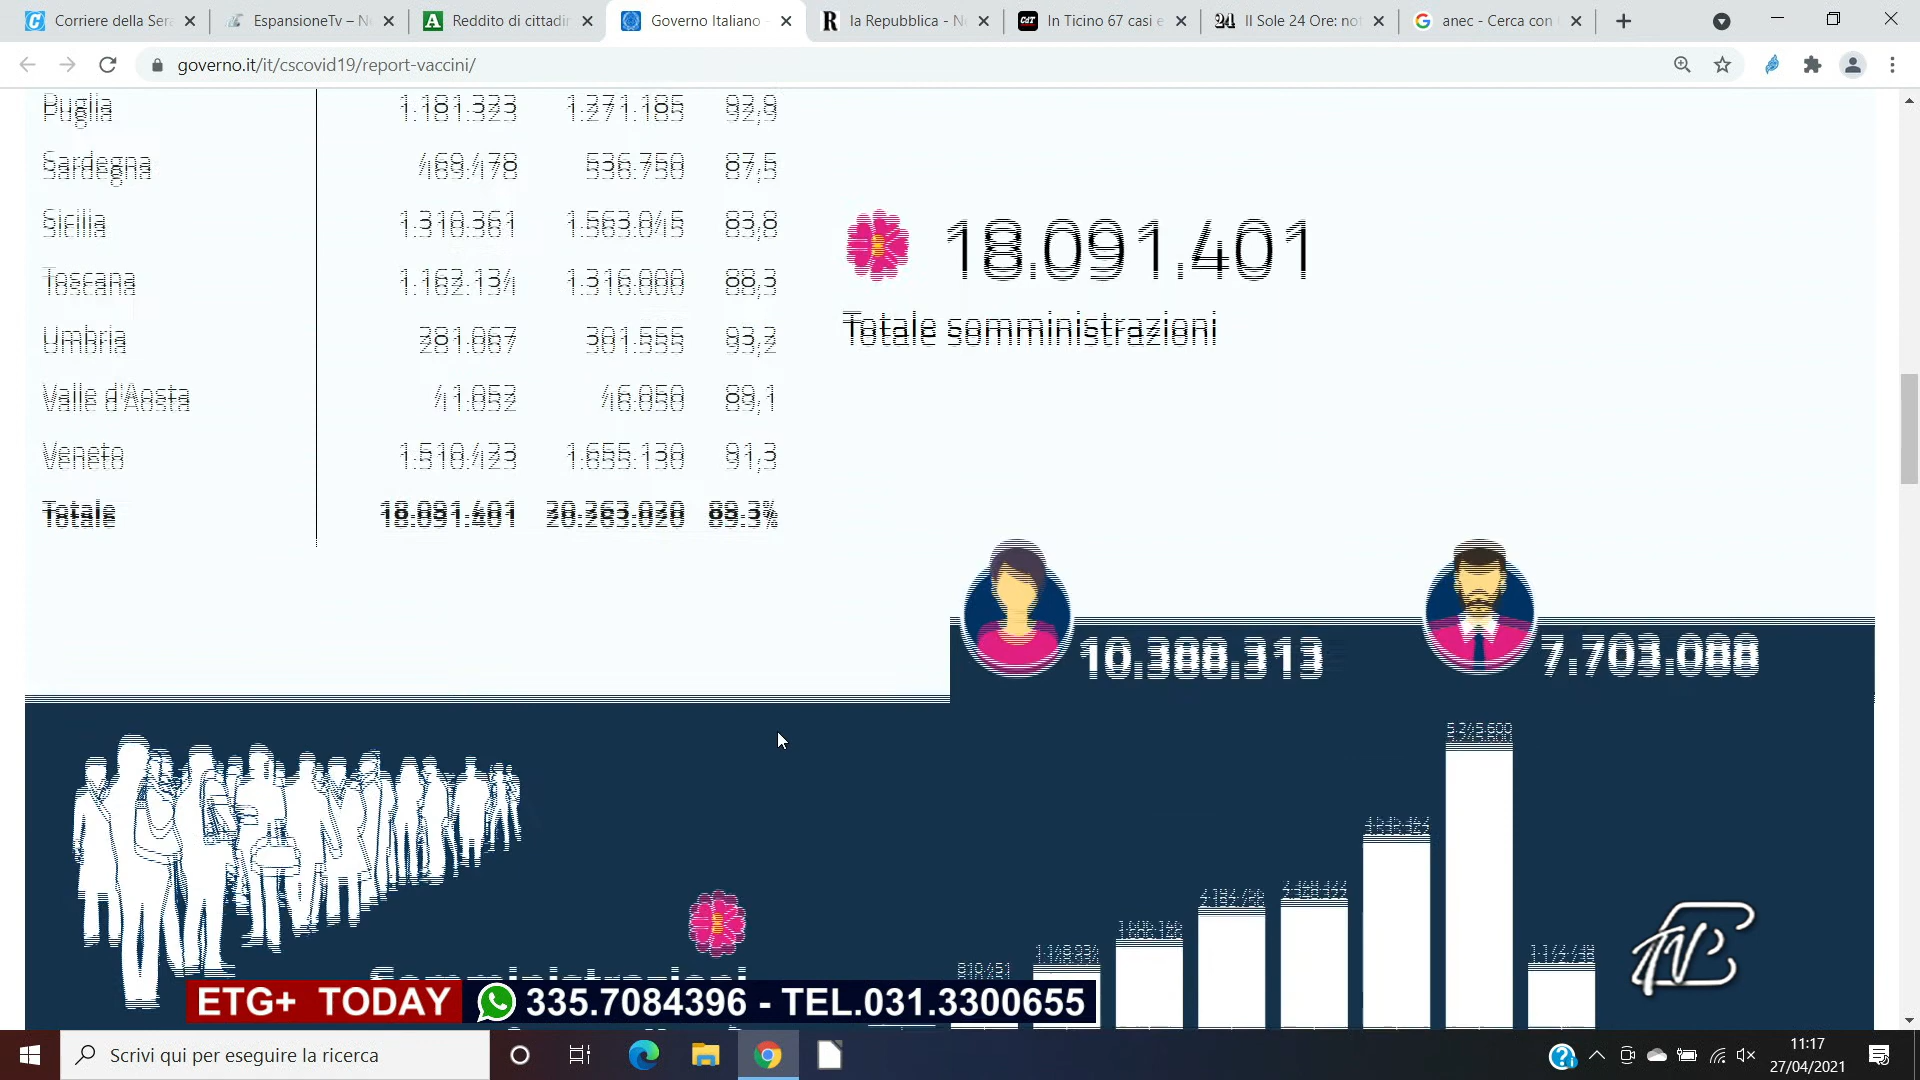 Corriere della Sera
EspansioneTv – N
Reddito di cittadin
Governo Italiano -
la Repubblica - N
In Ticino 67 casi e
Il Sole 24 Ore: not
anec - Cerca con
governo.it/it/cscovid19/report-vaccini/
Puglia 1.181.323 1.271.185 92,9
Sardegna 469.478 536.750 87,5
Sicilia 1.310.361 1.563.045 83,8
Toscana 1.162.134 1.316.000 88,3
Umbria 281.067 301.555 93,2
Valle d'Aosta 41.052 46.050 89,1
Veneto 1.510.423 1.655.130 91,3
Totale 18.091.401 20.263.020 89.3%
18.091.401
Totale somministrazioni
10.388.313
7.703.088
Somministrazioni
ETG+ TODAY 335.7084396 - TEL.031.3300655
Scrivi qui per eseguire la ricerca
11:17
27/04/2021